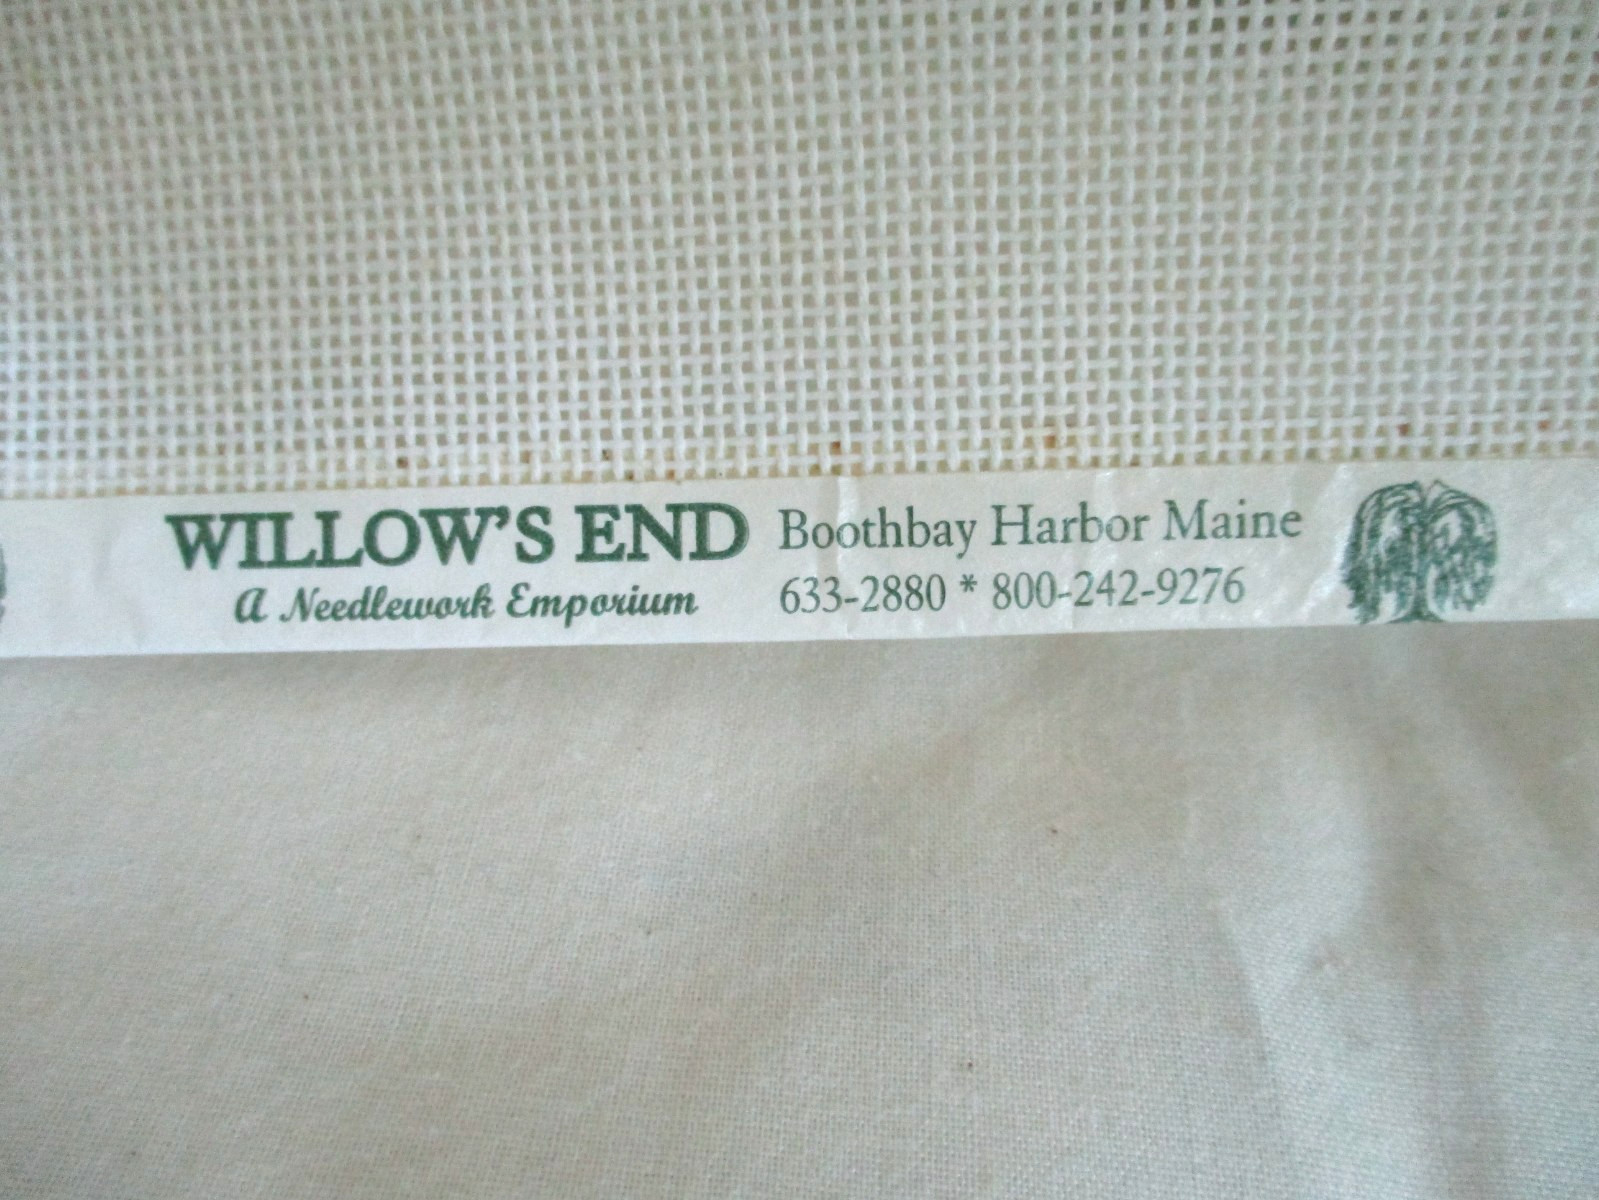 WILLOW'S END
A Needlework Emporium
Boothbay Harbor Maine
633-2880 * 800-242-9276